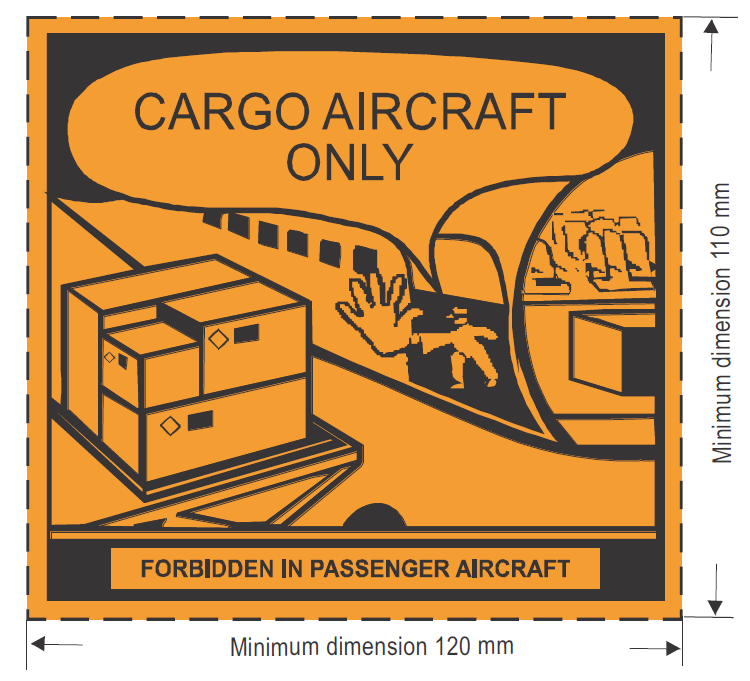 CARGO AIRCRAFT
ONLY
FORBIDDEN IN PASSENGER AIRCRAFT
Minimum dimension 120 mm
Minimum dimension 110 mm